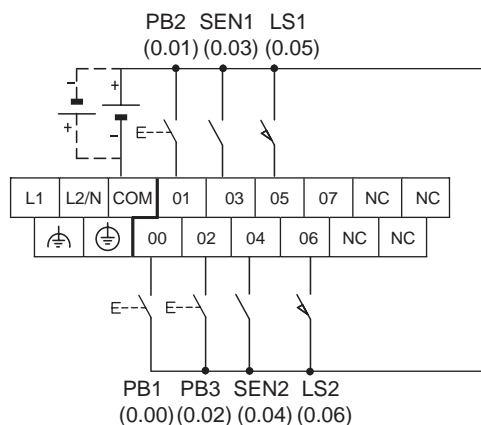 PB2 SEN1 LS1
(0.01) (0.03) (0.05)
- +
+ -
L1 L2/N COM 01 03 05 07 NC NC
00 02 04 06 NC NC
PB1 PB3 SEN2 LS2
(0.00) (0.02) (0.04) (0.06)